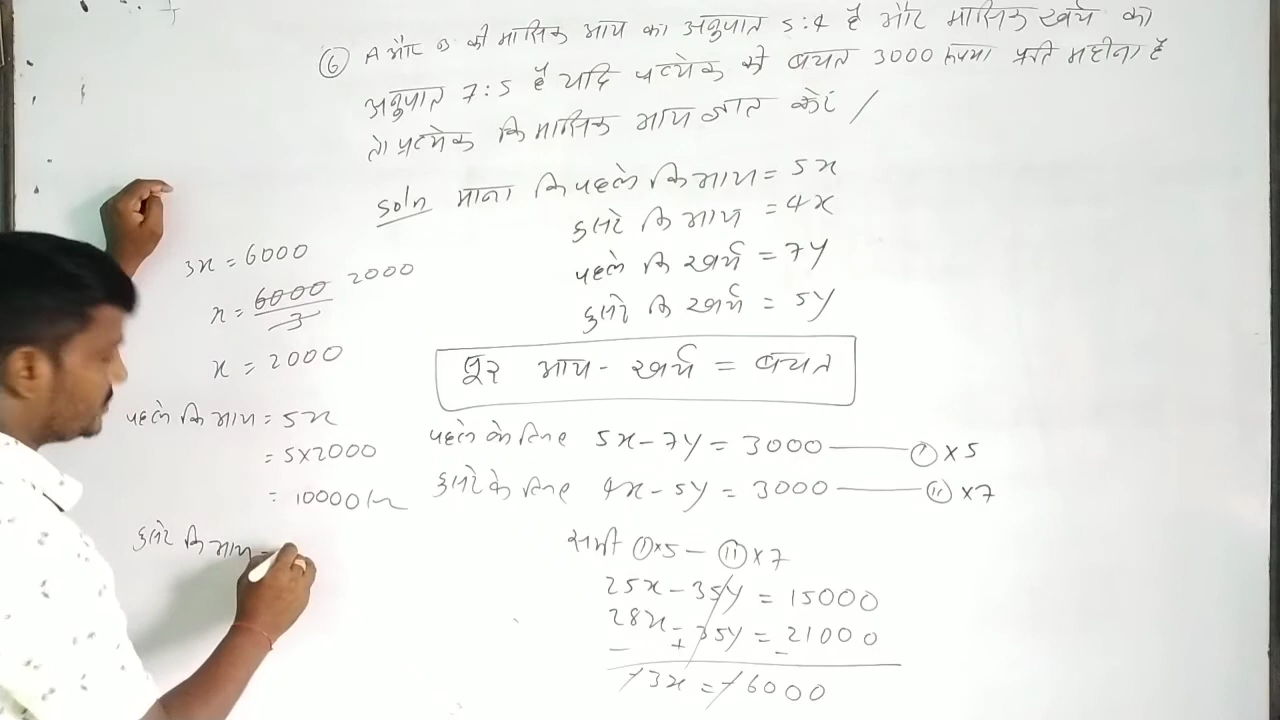 ⑥ A और B की मासिक आय का अनुपात 5:4 है और मासिक खर्च का
अनुपात 7:5 है यदि प्रत्येक की बचत 3000 रुपया प्रति महीना है
तो प्रत्येक कि मासिक आय ज्ञात करें /
Soln माना कि पहले कि आय = 5x
दुसरे कि आय = 4x
पहले कि खर्च = 7y
दुसरे कि खर्च = 5y
आय - खर्च = बचत
पहले के लिए 5x - 7y = 3000 —— (I) ×5
दुसरे के लिए 4x - 5y = 3000 —— (II) ×7
समी (I)×5 - (II)×7
25x - 35y = 15000
28x - 35y = 21000
- + -
-3x = -6000
3x = 6000
x = 6000/3 2000
x = 2000
पहले कि आय = 5x
= 5×2000
= 10000
दुसरे कि आय =